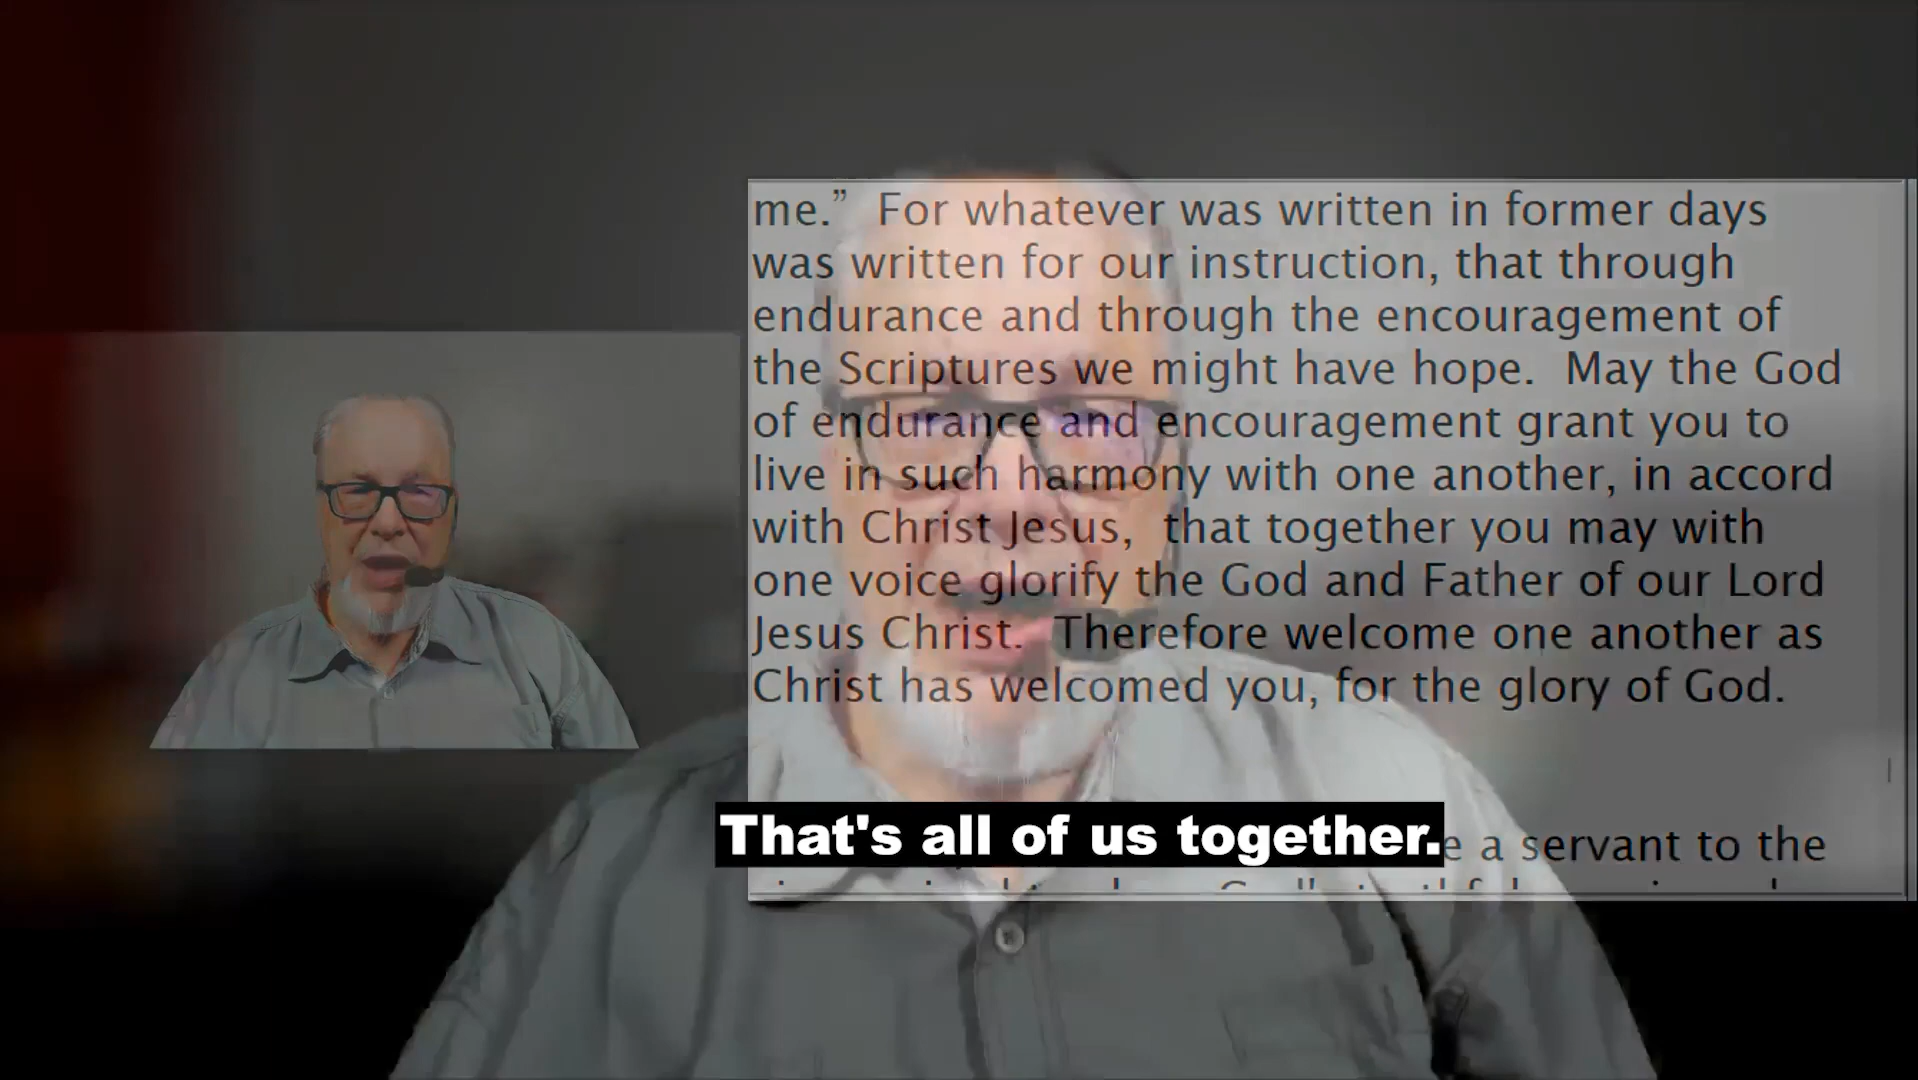 me.”  For whatever was written in former days
was written for our instruction, that through
endurance and through the encouragement of
the Scriptures we might have hope.  May the God
of endurance and encouragement grant you to
live in such harmony with one another, in accord
with Christ Jesus,  that together you may with
one voice glorify the God and Father of our Lord
Jesus Christ.  Therefore welcome one another as
Christ has welcomed you, for the glory of God.
That's all of us together.
a servant to the